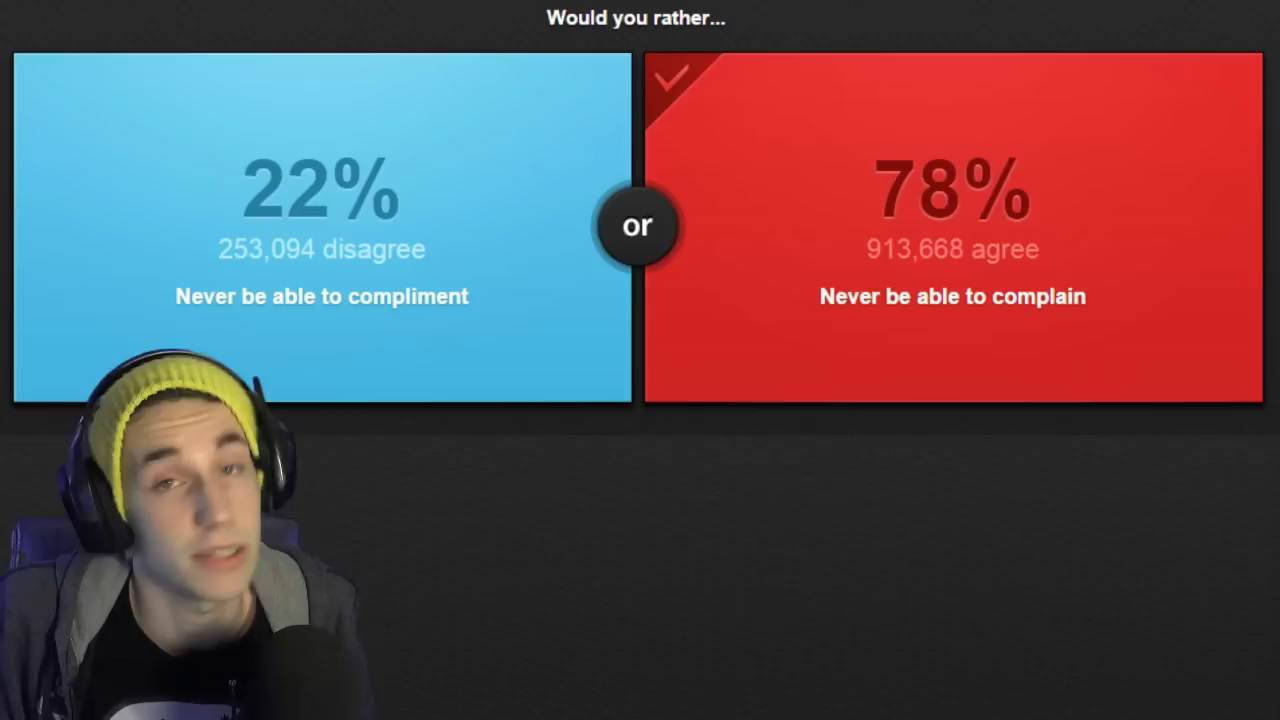 Would you rather...
22%
253,094 disagree
Never be able to compliment
or
78%
913,668 agree
Never be able to complain